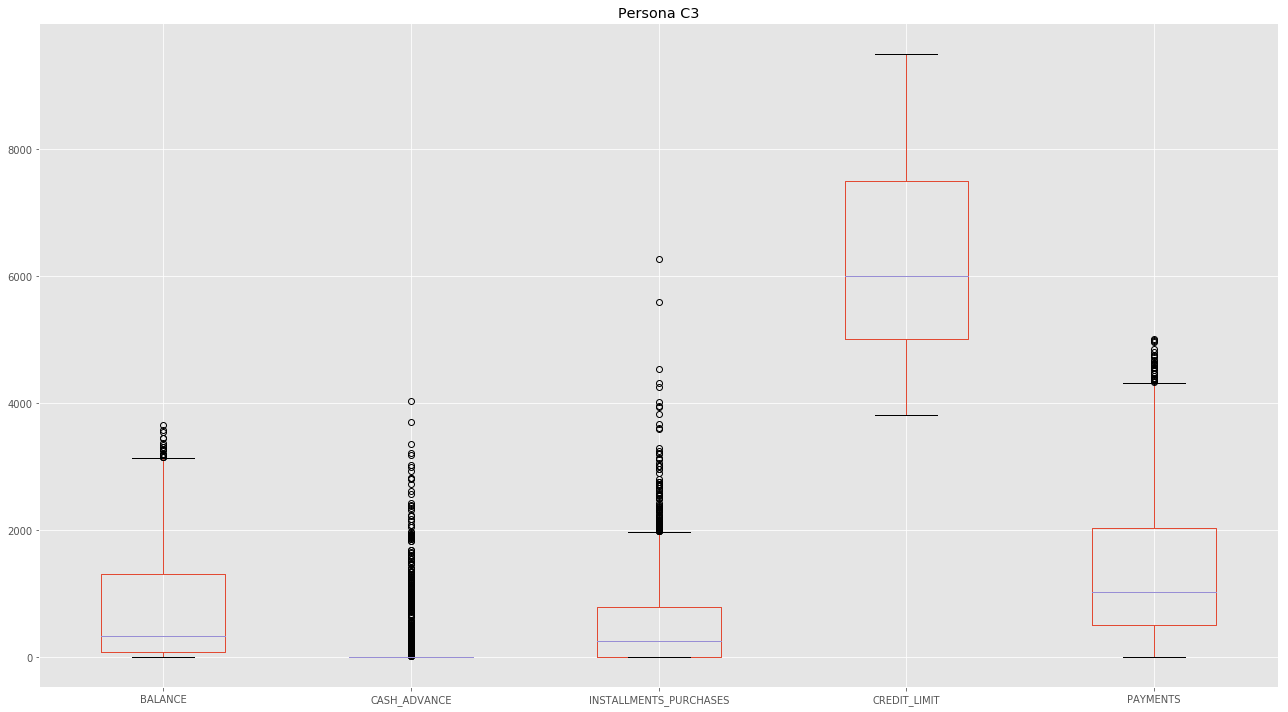 Persona C3
8000
6000
4000
2000
0
BALANCE CASH_ADVANCE INSTALLMENTS_PURCHASES CREDIT_LIMIT PAYMENTS